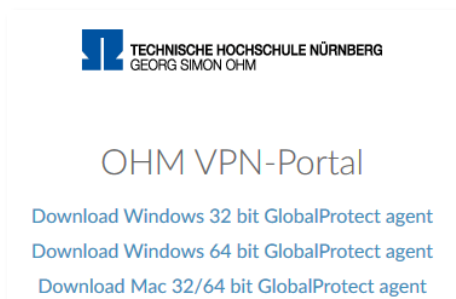 TECHNISCHE HOCHSCHULE NÜRNBERG
GEORG SIMON OHM
OHM VPN-Portal
Download Windows 32 bit GlobalProtect agent
Download Windows 64 bit GlobalProtect agent
Download Mac 32/64 bit GlobalProtect agent